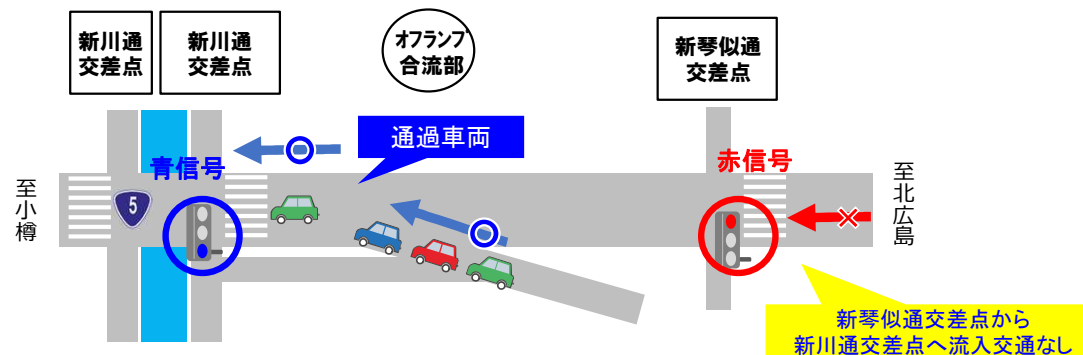 新川通
交差点
新川通
交差点
オフランプ
合流部
新琴似通
交差点
通過車両
青信号
赤信号
至小樽
5
至北広島
新琴似通交差点から
新川通交差点へ流入交通なし